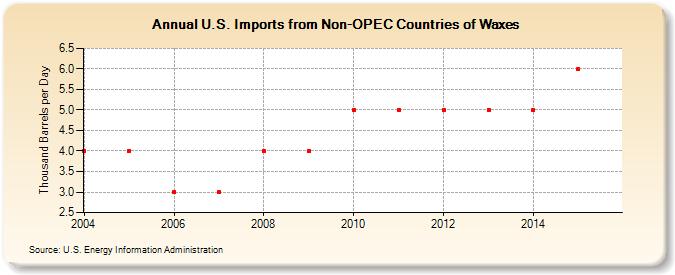 Annual U.S. Imports from Non-OPEC Countries of Waxes
Thousand Barrels per Day
6.5
6.0
5.5
5.0
4.5
4.0
3.5
3.0
2.5
2004 2006 2008 2010 2012 2014
Source: U.S. Energy Information Administration